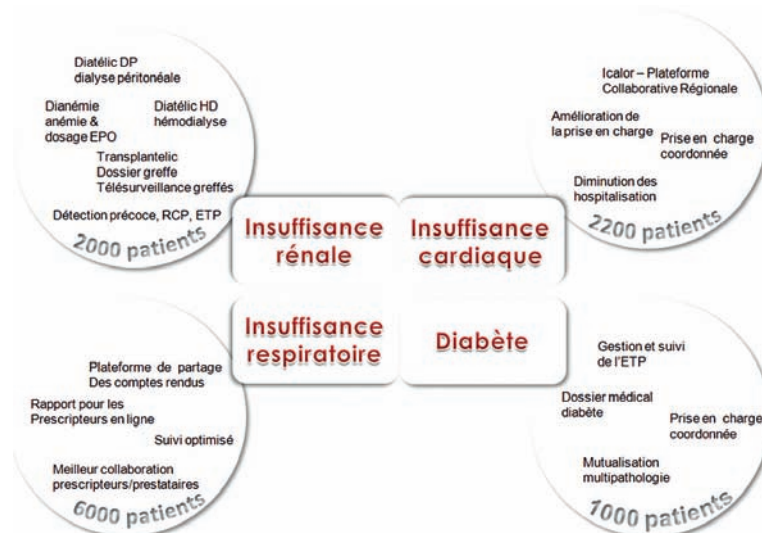 Diatélic DP
dialyse péritonéale
Dianémie
anémie &
dosage EPO
Diatélic HD
hémodialyse
Transplantelic
Dossier greffe
Télésurveillance greffés
Détection précoce, RCP, ETP
2000 patients
Insuffisance
rénale
Insuffisance
cardiaque
Icalor – Plateforme
Collaborative Régionale
Amélioration de
la prise en charge
Prise en charge
coordonnée
Diminution des
hospitalisation
2200 patients
Insuffisance
respiratoire
Diabète
Plateforme de partage
Des comptes rendus
Rapport pour les
Prescripteurs en ligne
Suivi optimisé
Meilleur collaboration
prescripteurs/prestataires
6000 patients
Gestion et suivi
de l'ETP
Dossier médical
diabète
Prise en charge
coordonnée
Mutualisation
multipathologie
1000 patients